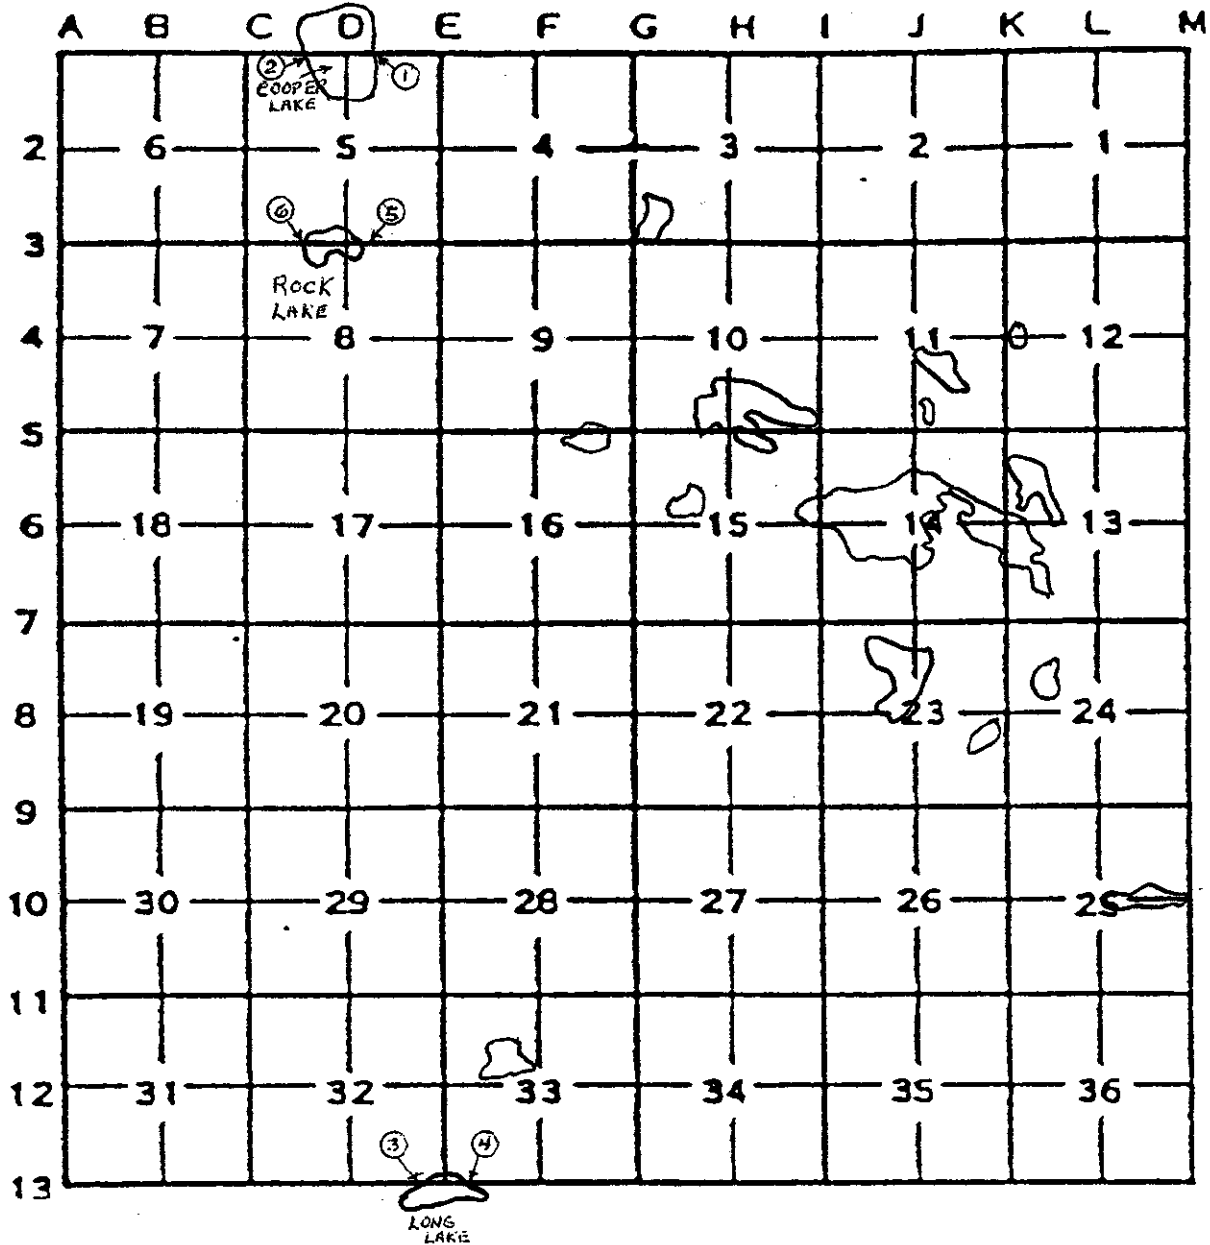 A B C D E F G H I J K L M
② ①
COOPER
LAKE
2 6 5 4 3 2 1
⑥ ⑤
3
ROCK
LAKE
4 7 8 9 10 11 12
5
6 18 17 16 15 14 13
7
8 19 20 21 22 23 24
9
10 30 29 28 27 26 25
11
12 31 32 33 34 35 36
③ ④
13
LONG
LAKE